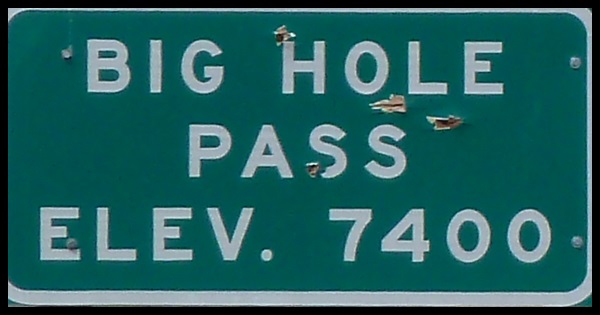 BIG HOLE
PASS
ELEV. 7400